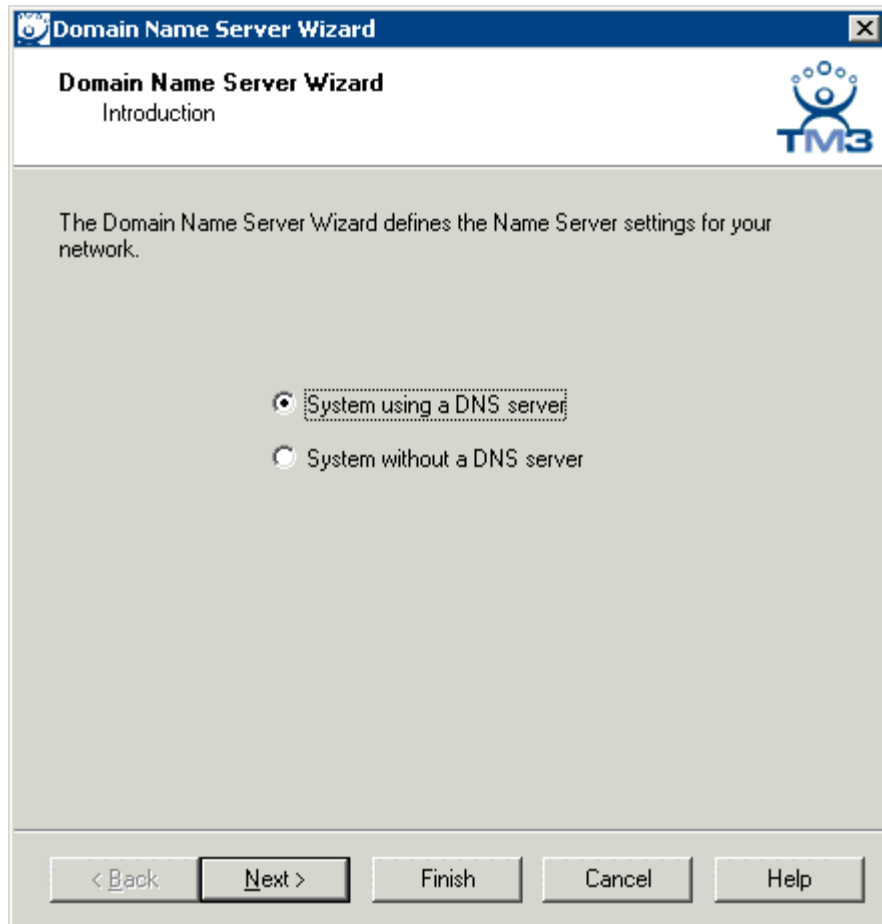 Domain Name Server Wizard
Domain Name Server Wizard
Introduction
TM3
The Domain Name Server Wizard defines the Name Server settings for your
network.
System using a DNS server
System without a DNS server
< Back
Next >
Finish
Cancel
Help